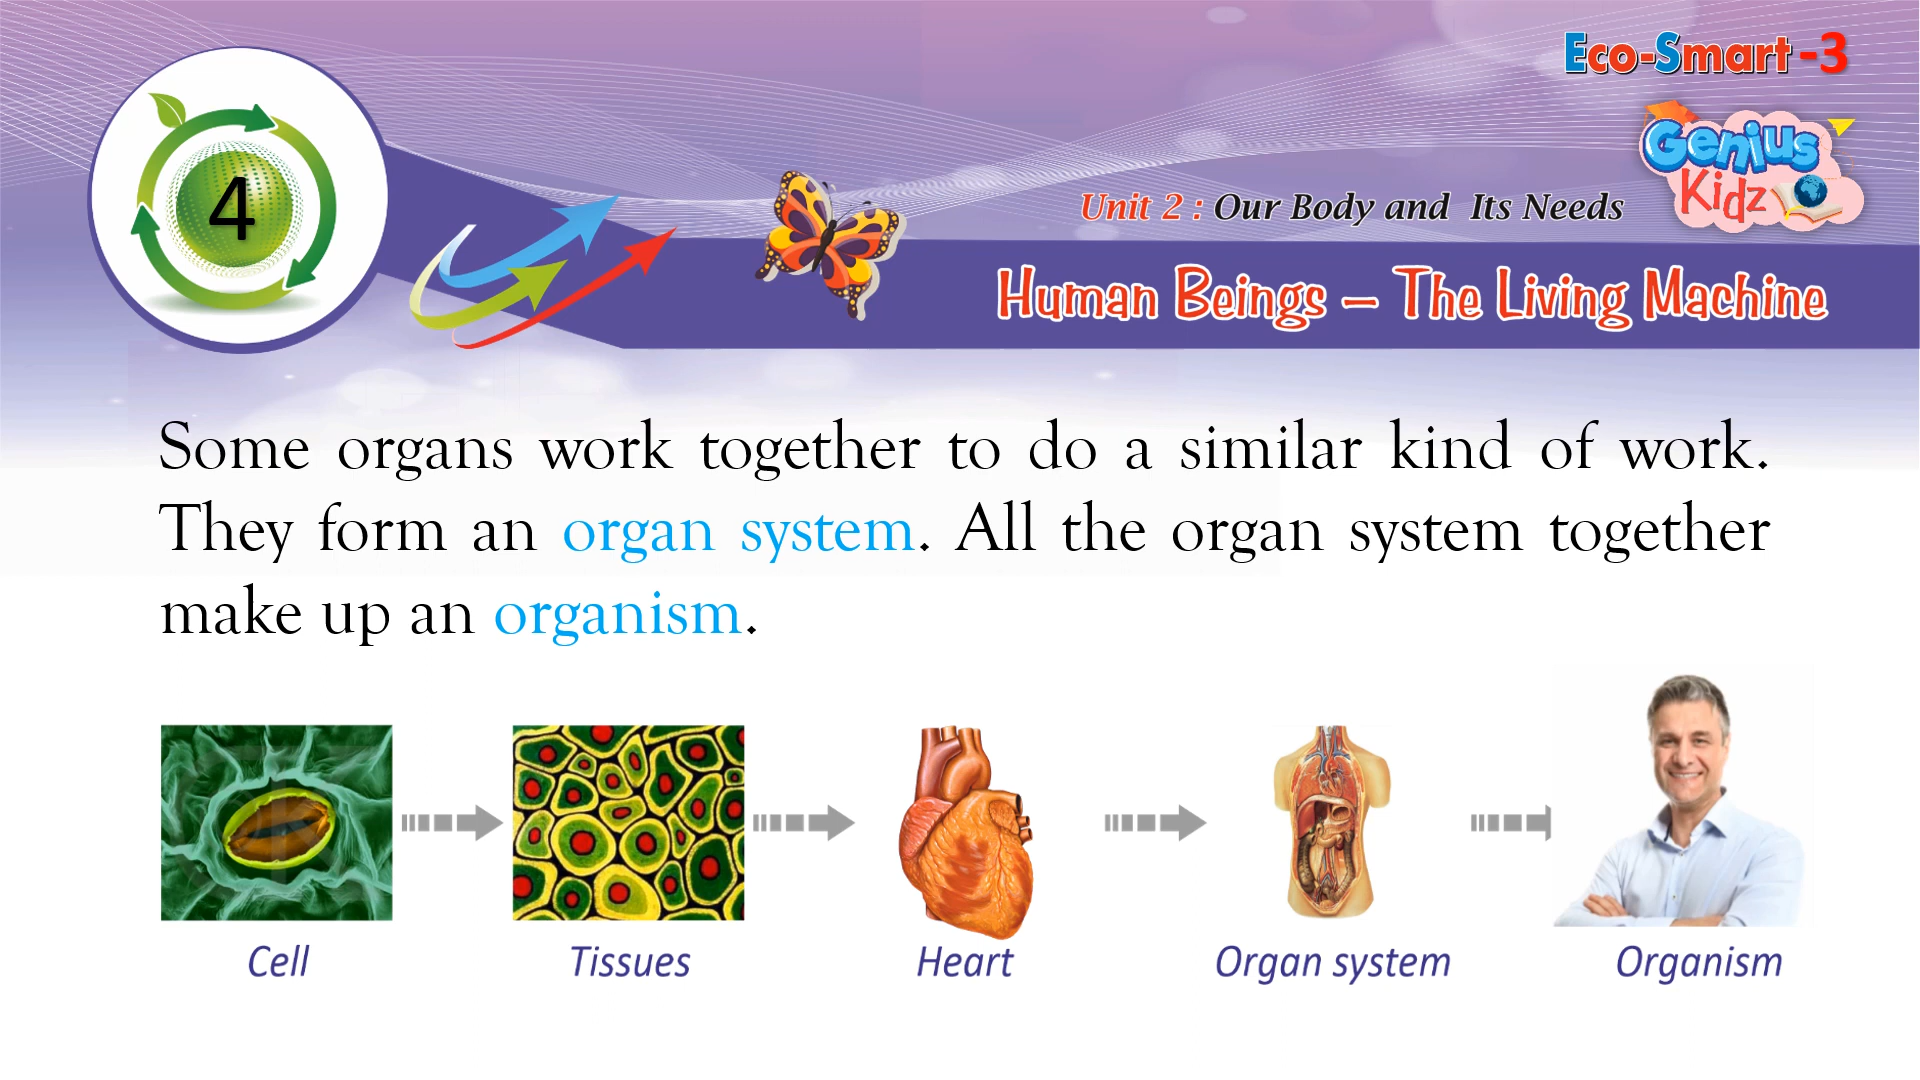 Eco-Smart -3
4
Genius
Kidz
Unit 2 : Our Body and Its Needs
Human Beings – The Living Machine
Some organs work together to do a similar kind of work.
They form an organ system. All the organ system together
make up an organism.
Cell Tissues Heart Organ system Organism